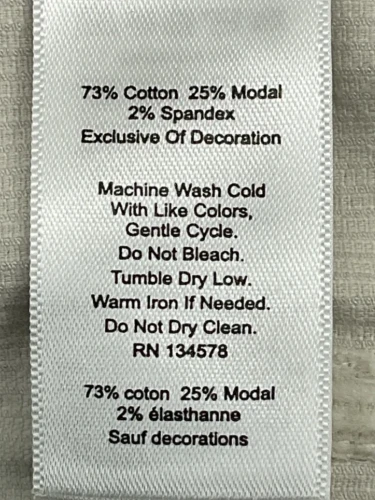 73% Cotton 25% Modal
2% Spandex
Exclusive Of Decoration
Machine Wash Cold
With Like Colors,
Gentle Cycle.
Do Not Bleach.
Tumble Dry Low.
Warm Iron If Needed.
Do Not Dry Clean.
RN 134578
73% coton 25% Modal
2% élasthanne
Sauf decorations